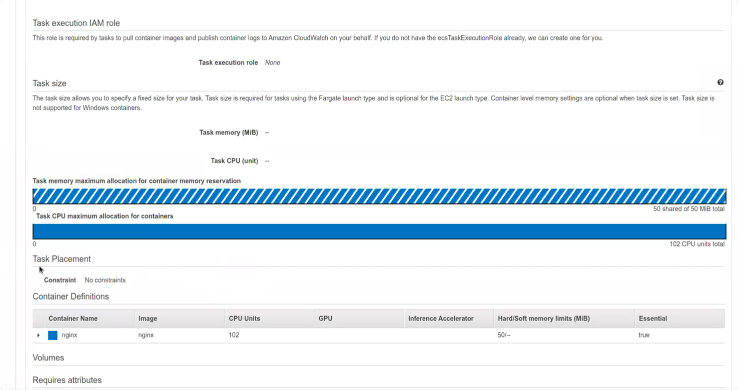 Task execution IAM role
This role is required by tasks to pull container images and publish container logs to Amazon CloudWatch on your behalf. If you do not have the ecsTaskExecutionRole already, we can create one for you.
Task execution role None
Task size
The task size allows you to specify a fixed size for your task. Task size is required for tasks using the Fargate launch type and is optional for the EC2 launch type. Container level memory settings are optional when task size is set. Task size is
not supported for Windows containers.
Task memory (MiB) --
Task CPU (unit) --
Task memory maximum allocation for container memory reservation
0 50 shared of 50 MiB total
Task CPU maximum allocation for containers
0 102 CPU units total
Task Placement
Constraint No constraints
Container Definitions
Container Name Image CPU Units GPU Inference Accelerator Hard/Soft memory limits (MiB) Essential
nginx nginx 102 50/-- true
Volumes
Requires attributes